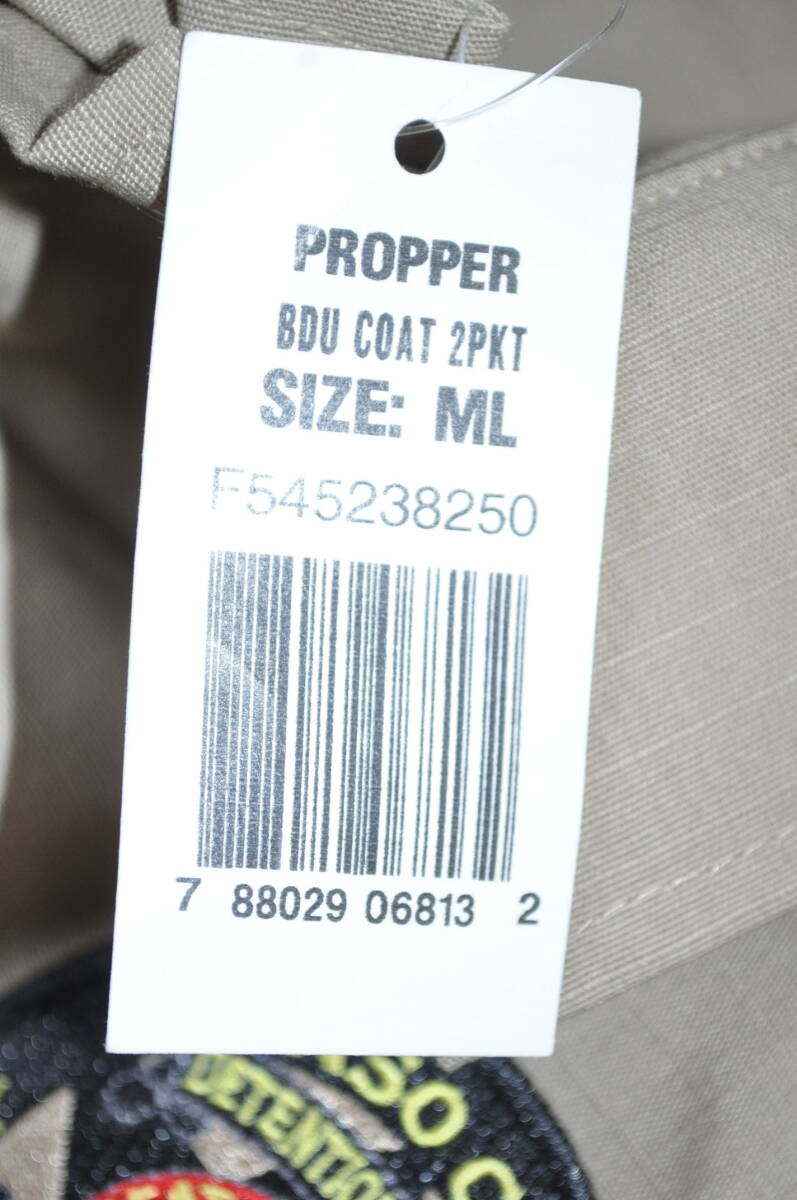 PROPPER
BDU COAT 2PKT
SIZE: ML
F545238250
7 88029 06813 2
DETENTION